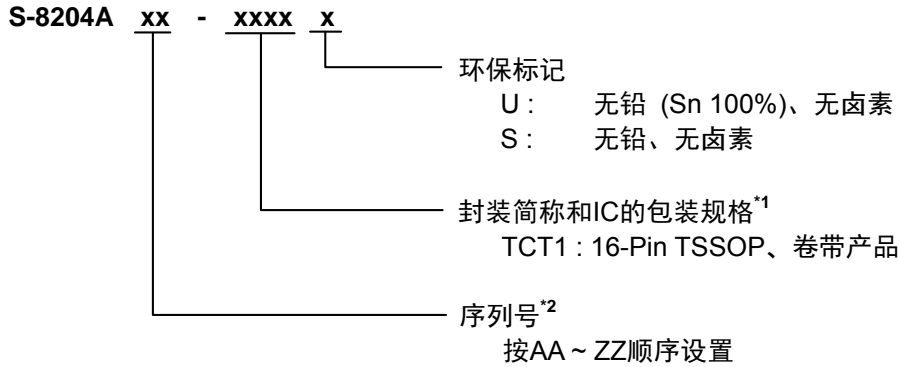 S-8204A xx - xxxx x
环保标记
U : 无铅 (Sn 100%)、无卤素
S : 无铅、无卤素
封装简称和IC的包装规格*1
TCT1 : 16-Pin TSSOP、卷带产品
序列号*2
按AA ~ ZZ顺序设置